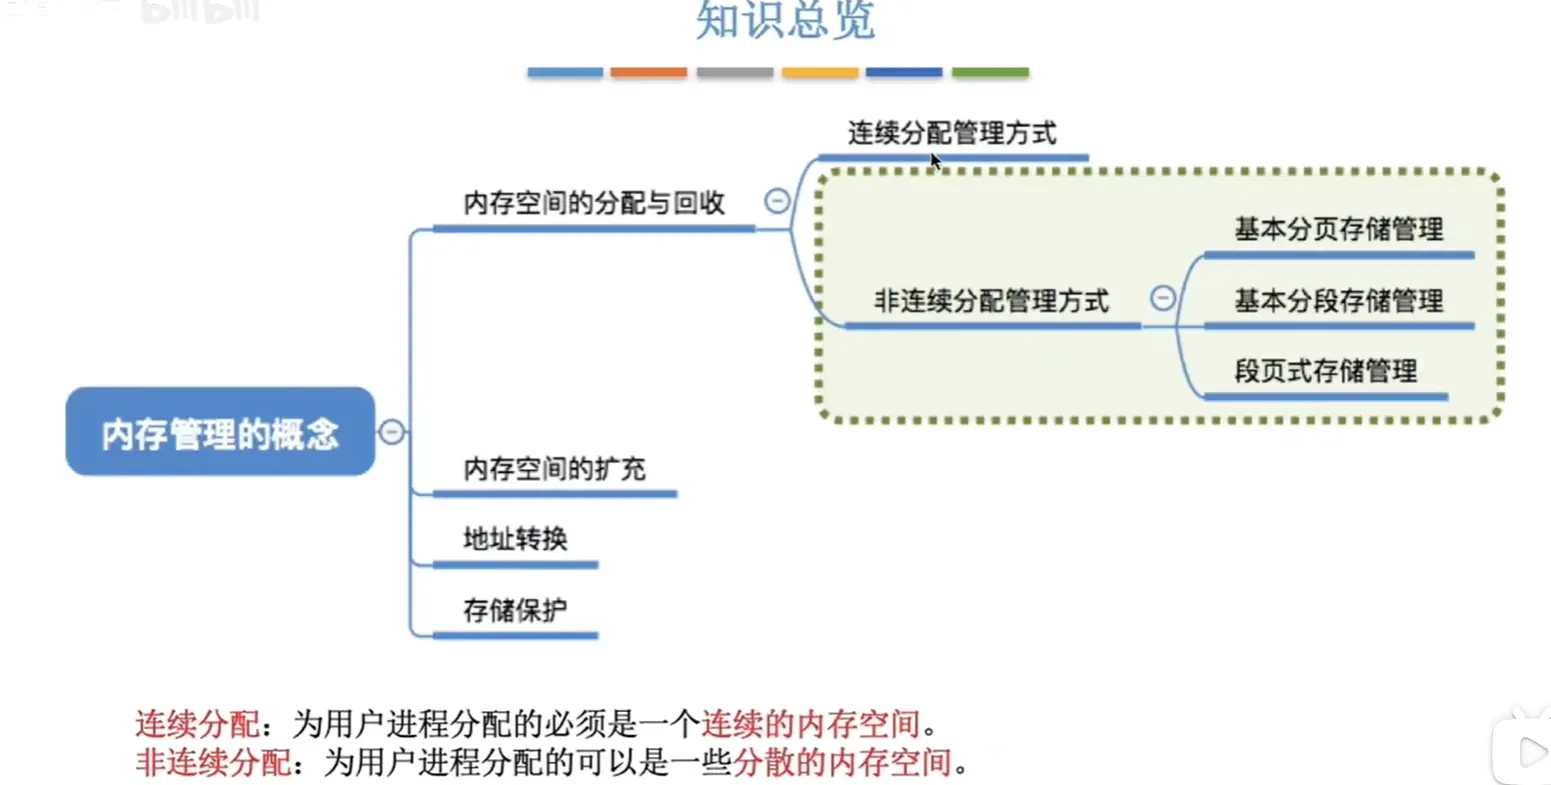 知识总览
连续分配管理方式
内存空间的分配与回收
基本分页存储管理
非连续分配管理方式
基本分段存储管理
段页式存储管理
内存管理的概念
内存空间的扩充
地址转换
存储保护
连续分配：为用户进程分配的必须是一个连续的内存空间。
非连续分配：为用户进程分配的可以是一些分散的内存空间。